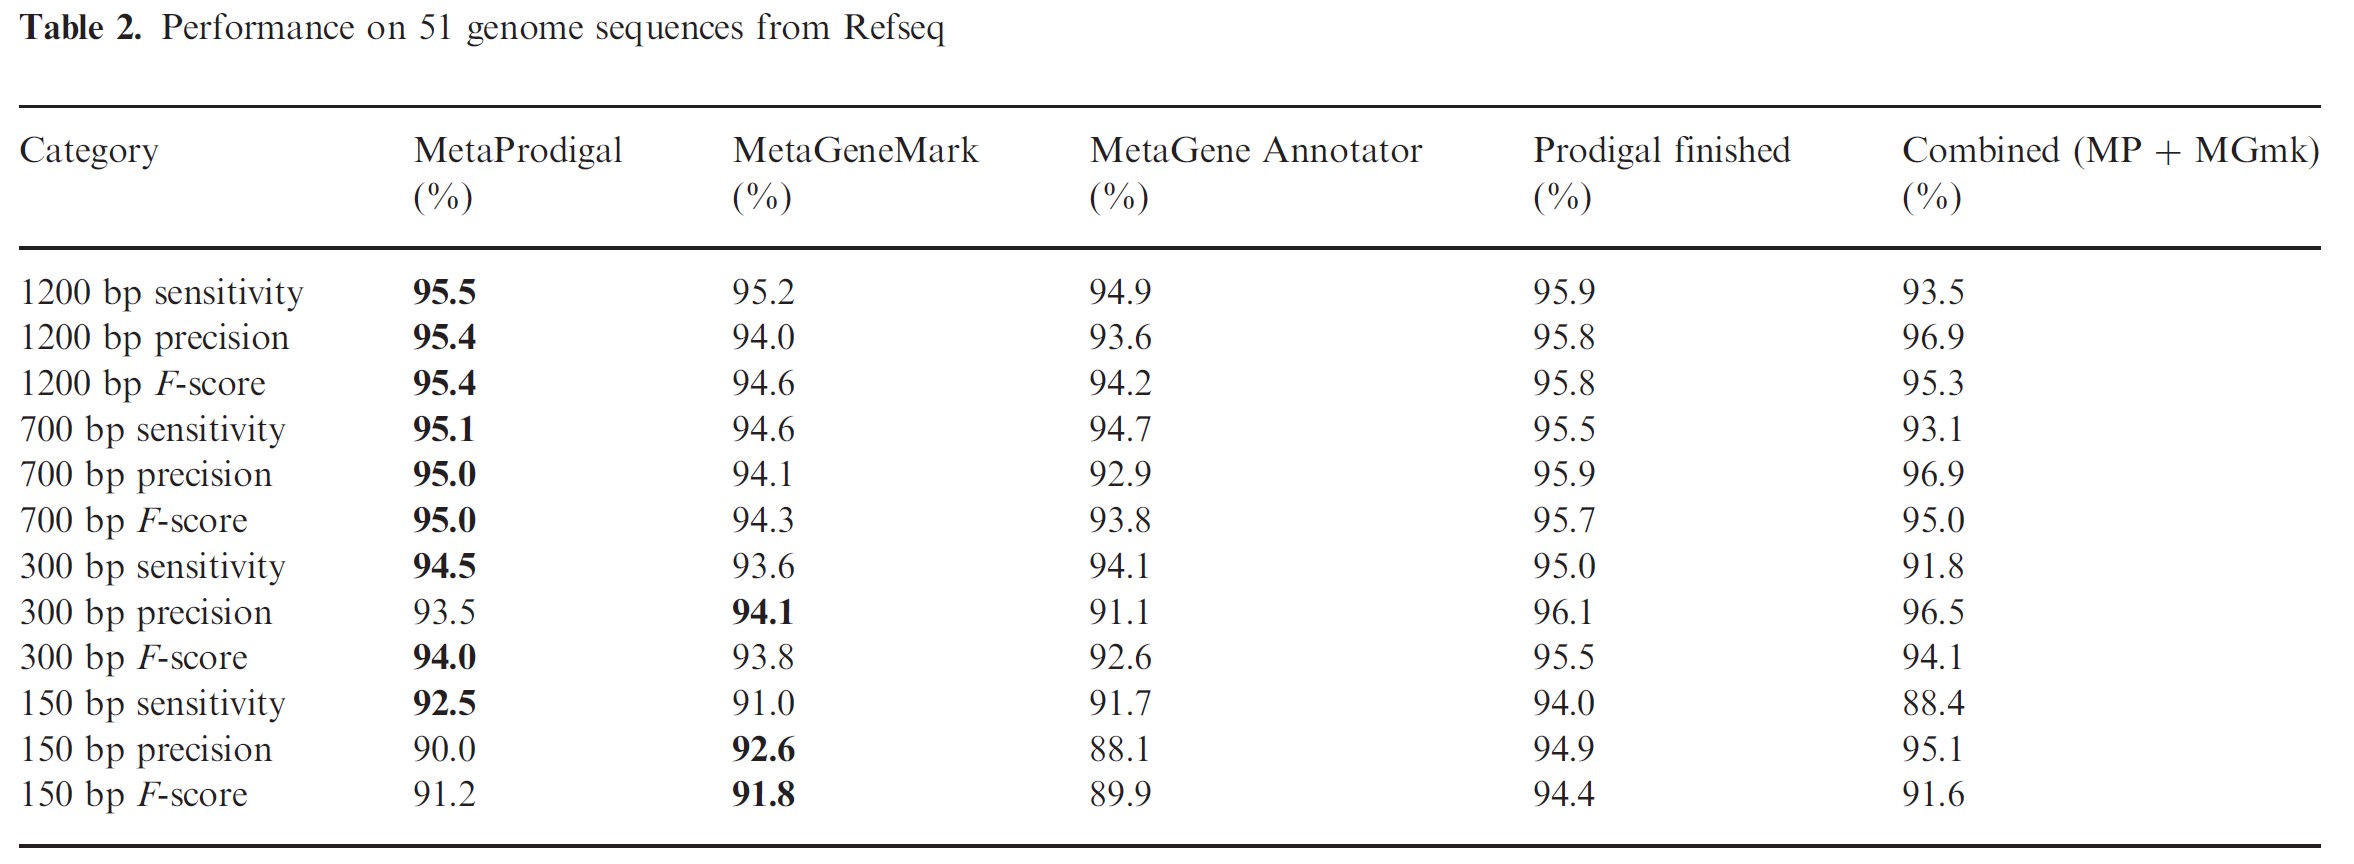 Table 2. Performance on 51 genome sequences from Refseq
Category MetaProdigal (%) MetaGeneMark (%) MetaGene Annotator (%) Prodigal finished (%) Combined (MP + MGmk) (%)
1200 bp sensitivity 95.5 95.2 94.9 95.9 93.5
1200 bp precision 95.4 94.0 93.6 95.8 96.9
1200 bp F-score 95.4 94.6 94.2 95.8 95.3
700 bp sensitivity 95.1 94.6 94.7 95.5 93.1
700 bp precision 95.0 94.1 92.9 95.9 96.9
700 bp F-score 95.0 94.3 93.8 95.7 95.0
300 bp sensitivity 94.5 93.6 94.1 95.0 91.8
300 bp precision 93.5 94.1 91.1 96.1 96.5
300 bp F-score 94.0 93.8 92.6 95.5 94.1
150 bp sensitivity 92.5 91.0 91.7 94.0 88.4
150 bp precision 90.0 92.6 88.1 94.9 95.1
150 bp F-score 91.2 91.8 89.9 94.4 91.6